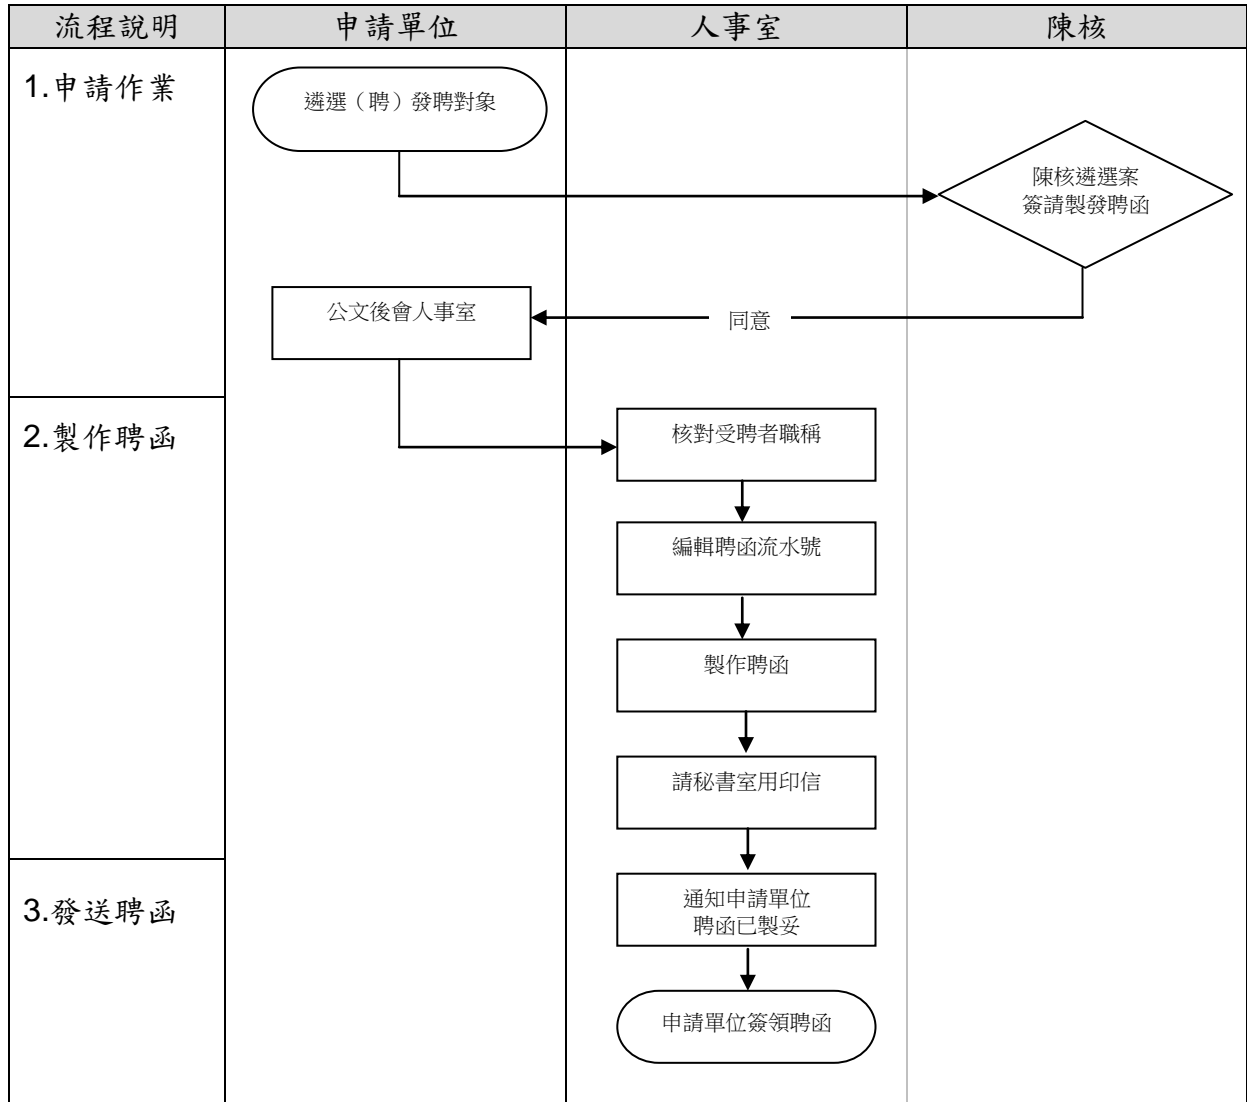 流程說明
申請單位
人事室
陳核
1.申請作業
遴選（聘）發聘對象
陳核遴選案
簽請製發聘函
公文後會人事室
同意
2.製作聘函
核對受聘者職稱
編輯聘函流水號
製作聘函
請秘書室用印信
3.發送聘函
通知申請單位
聘函已製妥
申請單位簽領聘函